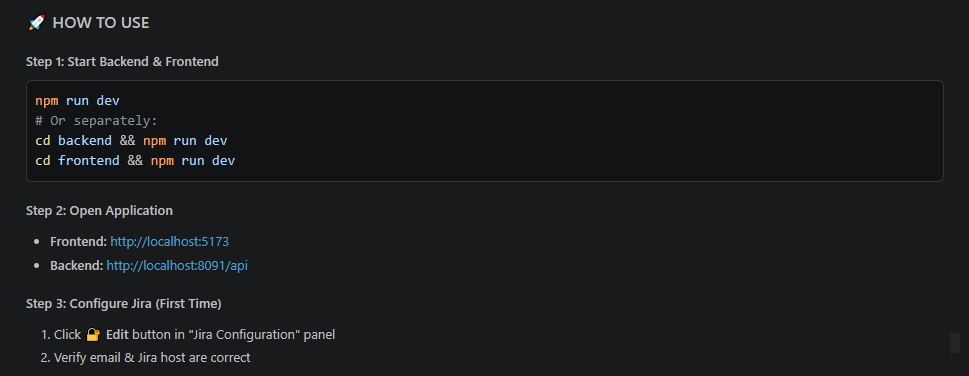 🚀 HOW TO USE
Step 1: Start Backend & Frontend
npm run dev
# Or separately:
cd backend && npm run dev
cd frontend && npm run dev
Step 2: Open Application
• Frontend: http://localhost:5173
• Backend: http://localhost:8091/api
Step 3: Configure Jira (First Time)
1. Click 🔐 Edit button in "Jira Configuration" panel
2. Verify email & Jira host are correct